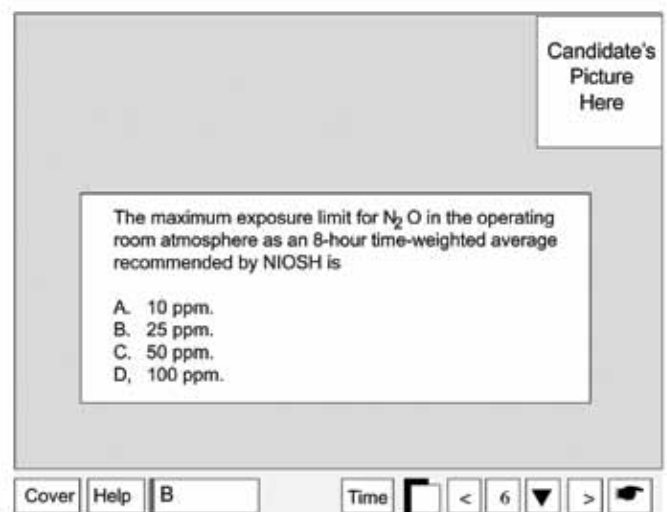 Candidate's
Picture
Here
The maximum exposure limit for N₂ O in the operating
room atmosphere as an 8-hour time-weighted average
recommended by NIOSH is
A. 10 ppm.
B. 25 ppm.
C. 50 ppm.
D, 100 ppm.
Cover Help B Time < 6 ▼ >